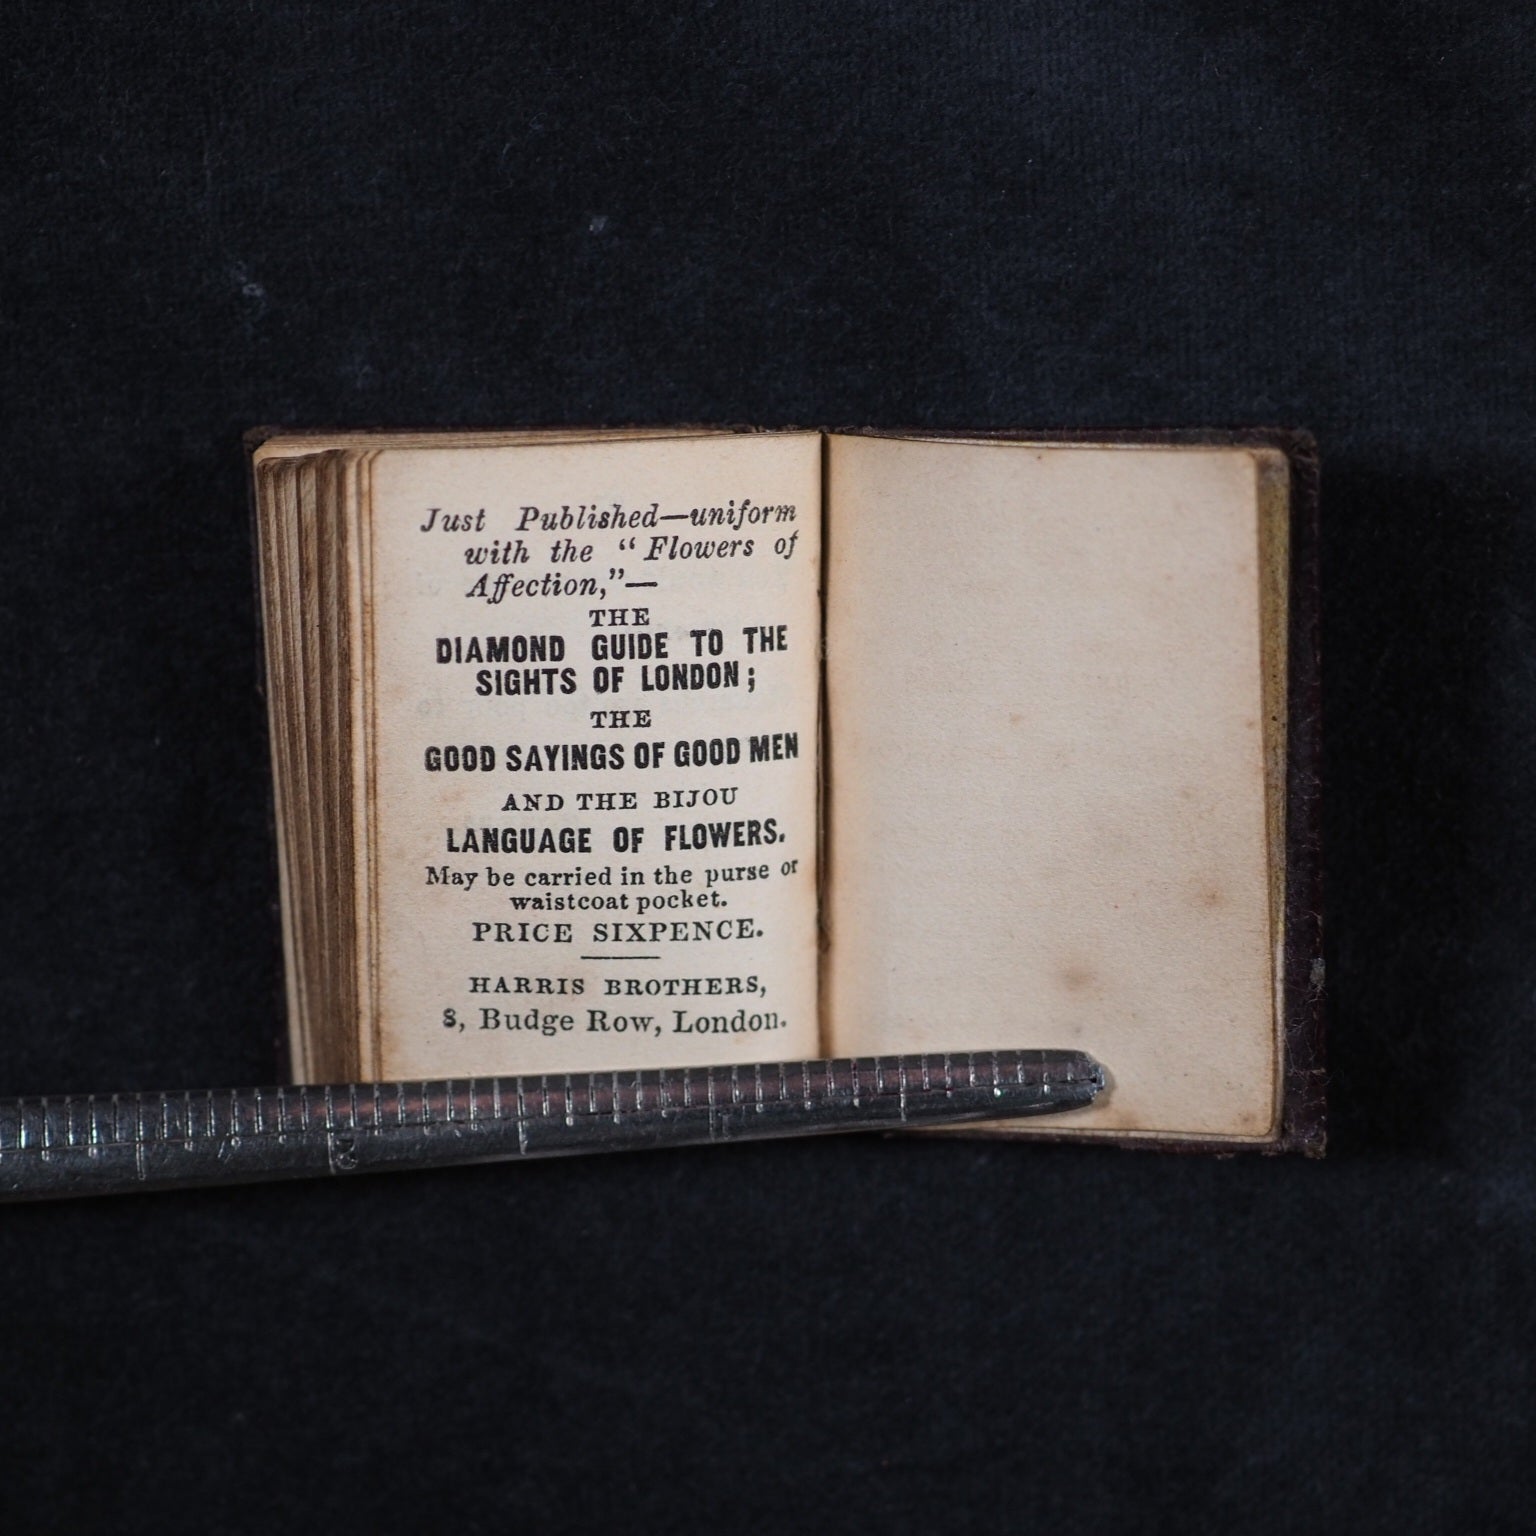 Just Published—uniform
with the “Flowers of
Affection,”—
THE
DIAMOND GUIDE TO THE
SIGHTS OF LONDON;
THE
GOOD SAYINGS OF GOOD MEN
AND THE BIJOU
LANGUAGE OF FLOWERS.
May be carried in the purse or
waistcoat pocket.
PRICE SIXPENCE.
HARRIS BROTHERS,
8, Budge Row, London.